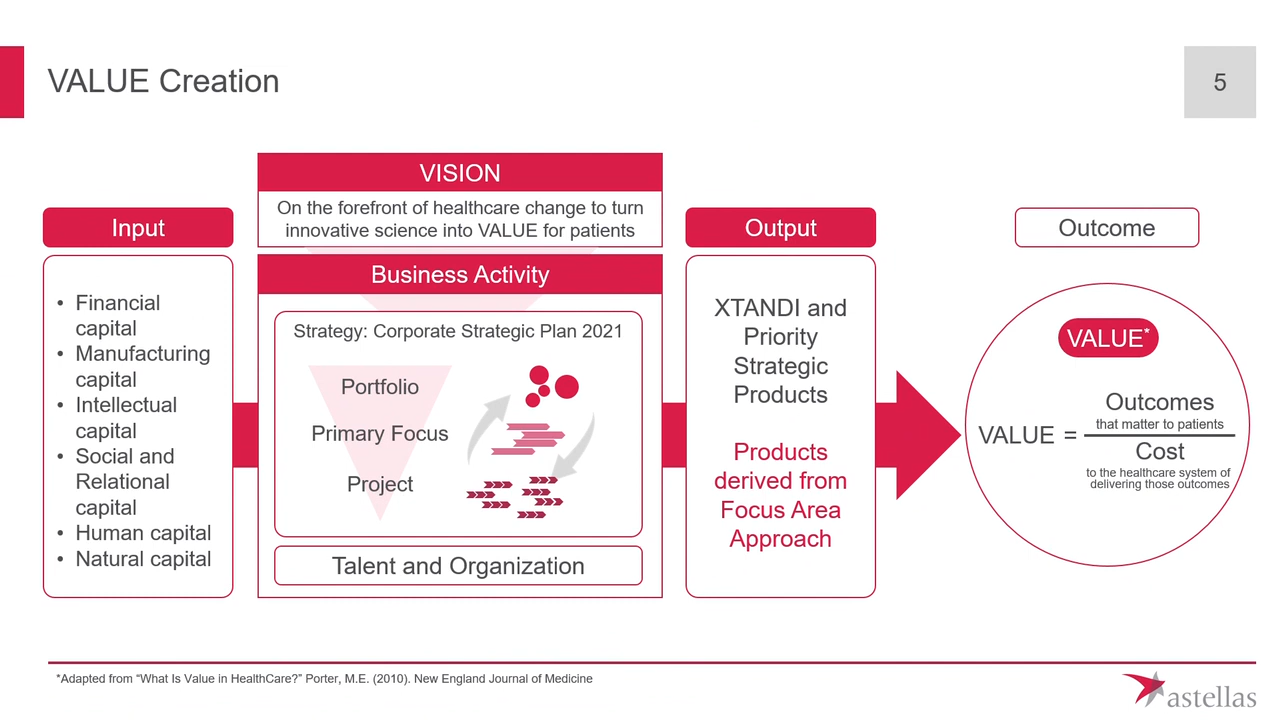 VALUE Creation
5
Input
• Financial
capital
• Manufacturing
capital
• Intellectual
capital
• Social and
Relational
capital
• Human capital
• Natural capital
VISION
On the forefront of healthcare change to turn
innovative science into VALUE for patients
Business Activity
Strategy: Corporate Strategic Plan 2021
Portfolio
Primary Focus
Project
Talent and Organization
Output
XTANDI and
Priority
Strategic
Products
Products
derived from
Focus Area
Approach
Outcome
VALUE*
VALUE =
Outcomes
that matter to patients
Cost
to the healthcare system of
delivering those outcomes
*Adapted from “What Is Value in HealthCare?” Porter, M.E. (2010). New England Journal of Medicine
astellas